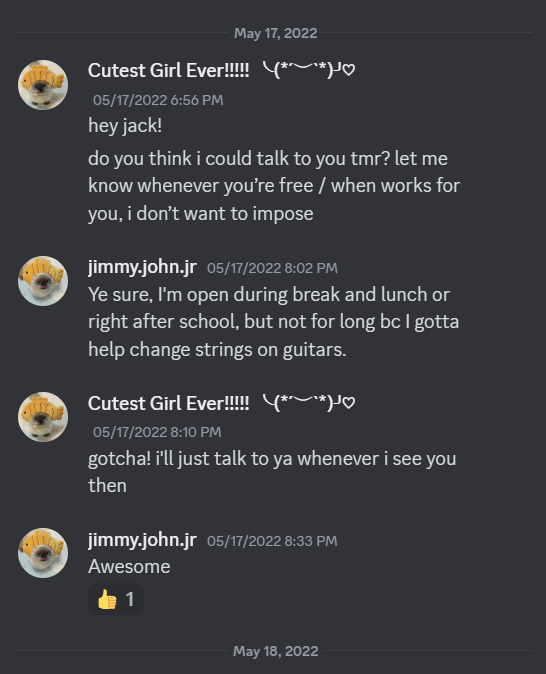 May 17, 2022
Cutest Girl Ever!!!!! ╰(*´︶`*)╯♡
05/17/2022 6:56 PM
hey jack!
do you think i could talk to you tmr? let me
know whenever you’re free / when works for
you, i don’t want to impose
jimmy.john.jr 05/17/2022 8:02 PM
Ye sure, I'm open during break and lunch or
right after school, but not for long bc I gotta
help change strings on guitars.
Cutest Girl Ever!!!!! ╰(*´︶`*)╯♡
05/17/2022 8:10 PM
gotcha! i'll just talk to ya whenever i see you
then
jimmy.john.jr 05/17/2022 8:33 PM
Awesome
👍 1
May 18, 2022